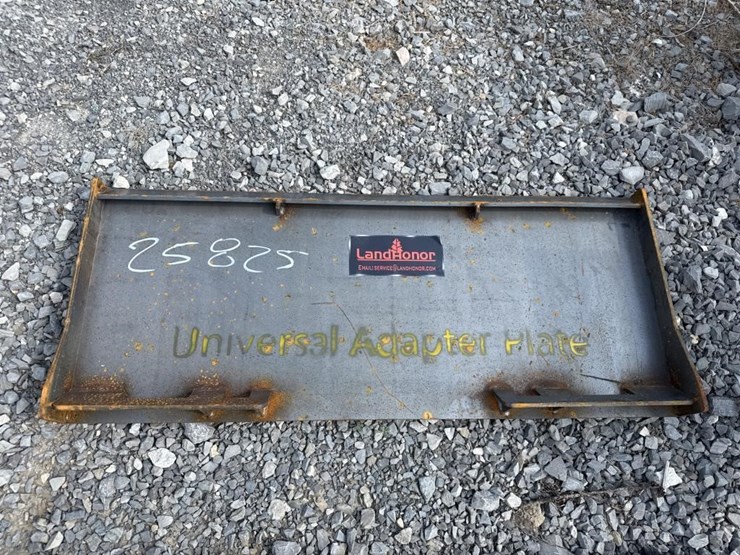 25825
LandHonor
EMAIL:SERVICE@LANDHONOR.COM
Universal Adapter Plate